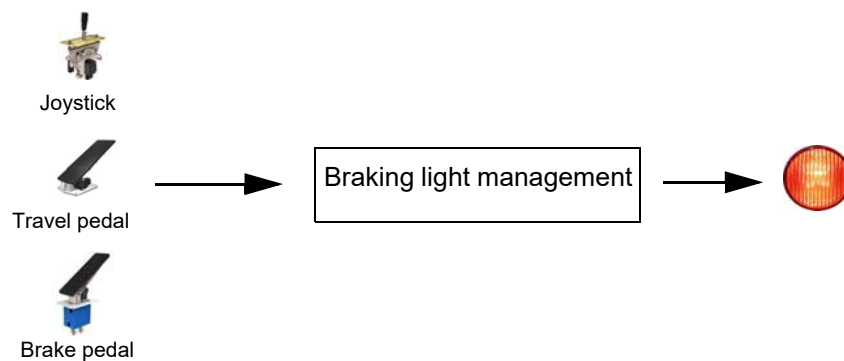 Joystick
Travel pedal
Braking light management
Brake pedal